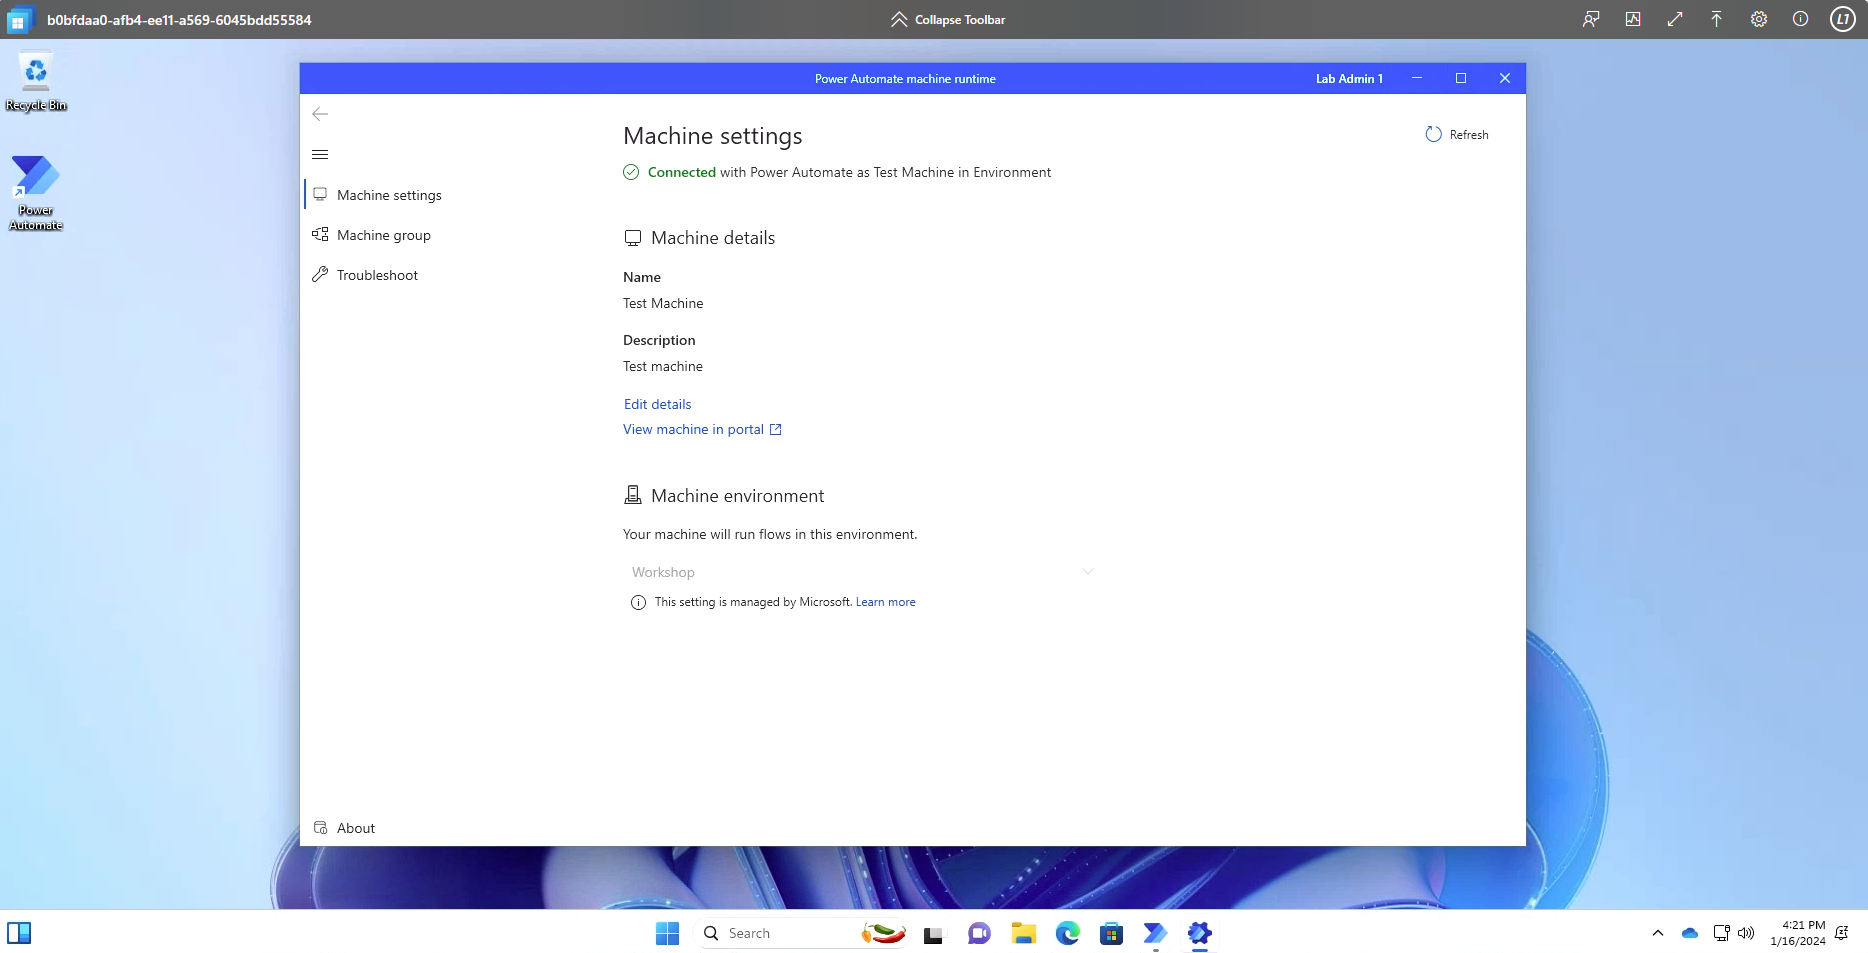 b0bfdaa0-afb4-ee11-a569-6045bdd55584
Collapse Toolbar
L1
Recycle Bin
Power
Automate
Power Automate machine runtime
Lab Admin 1
Machine settings
Machine group
Troubleshoot
About
Machine settings
Refresh
Connected with Power Automate as Test Machine in Environment
Machine details
Name
Test Machine
Description
Test machine
Edit details
View machine in portal
Machine environment
Your machine will run flows in this environment.
Workshop
This setting is managed by Microsoft. Learn more
Search
4:21 PM
1/16/2024